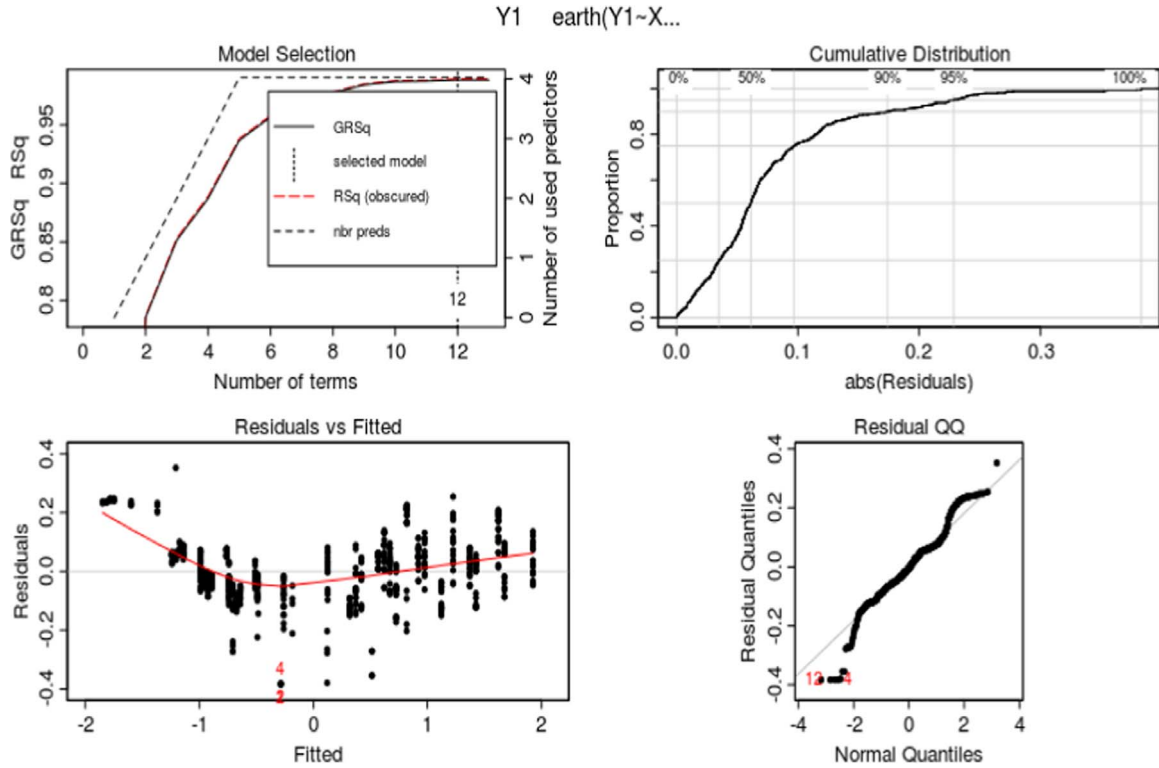 Y1 earth(Y1~X...
Model Selection
GRSq RSq
0.8 0.85 0.9 0.95
GRSq
selected model
RSq (obscured)
nbr preds
12
0 1 2 3 4
Number of used predictors
0 2 4 6 8 10 12
Number of terms
Cumulative Distribution
0% 50% 90% 95% 100%
Proportion
0.0 0.4 0.8
0.0 0.1 0.2 0.3
abs(Residuals)
Residuals vs Fitted
Residuals
-0.4 -0.2 0.0 0.2 0.4
4
2
-2 -1 0 1 2
Fitted
Residual QQ
Residual Quantiles
-0.4 -0.2 0.0 0.2 0.4
12 4
-4 -2 0 2 4
Normal Quantiles